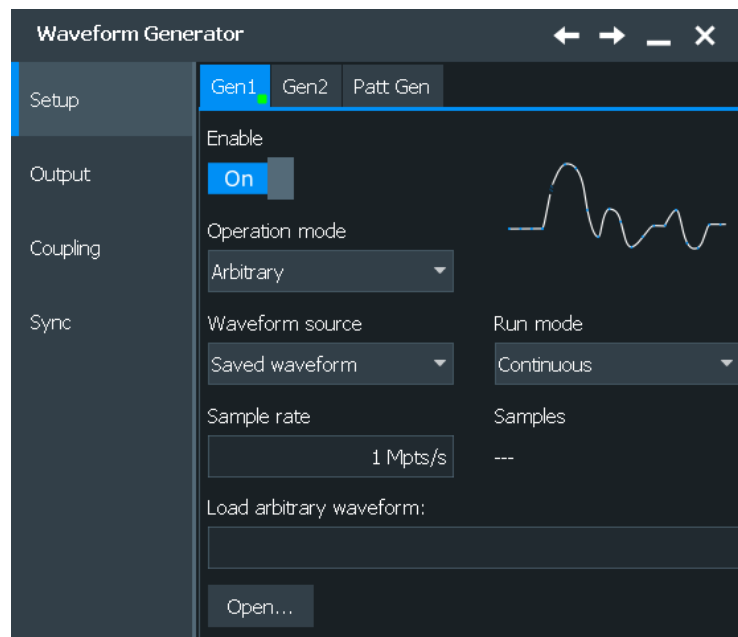 Waveform Generator
Setup
Output
Coupling
Sync
Gen1 Gen2 Patt Gen
Enable
On
Operation mode
Arbitrary
Waveform source Run mode
Saved waveform Continuous
Sample rate Samples
1 Mpts/s ---
Load arbitrary waveform:
Open...